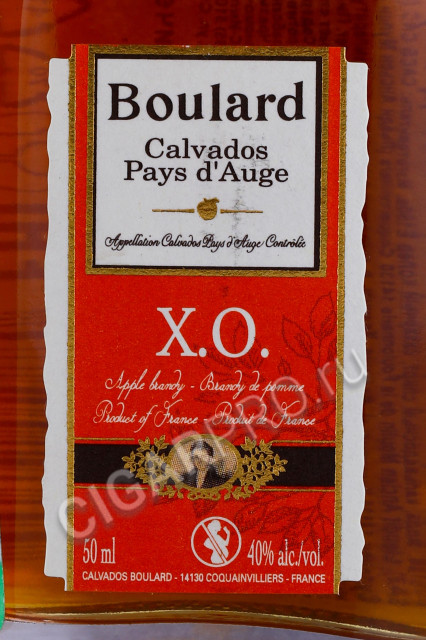 Boulard
Calvados
Pays d'Auge
Appellation Calvados Pays d'Auge Contrôlée
X.O.
Apple brandy - Brandy de pomme
Product of France - Produit de France
CIGARPRO.RU
50 ml
40% alc./vol.
CALVADOS BOULARD - 14130 COQUAINVILLIERS - FRANCE